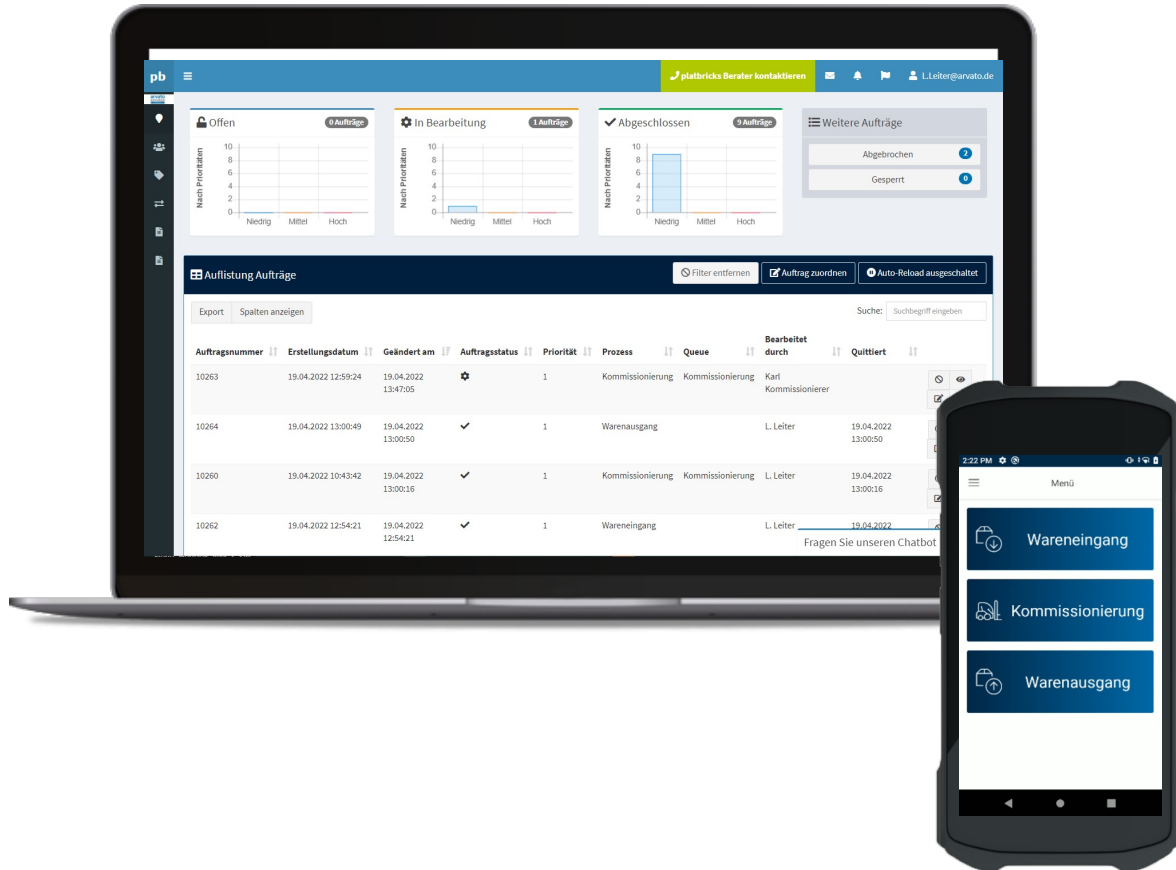 pb
platbricks Berater kontaktieren
L.Leiter@arvato.de
arvato
Offen
0 Aufträge
Nach Prioritäten
10
8
6
4
2
0
Niedrig Mittel Hoch
In Bearbeitung
1 Aufträge
Nach Prioritäten
10
8
6
4
2
0
Niedrig Mittel Hoch
Abgeschlossen
9 Aufträge
Nach Prioritäten
10
8
6
4
2
0
Niedrig Mittel Hoch
Weitere Aufträge
Abgebrochen 2
Gesperrt 0
Auflistung Aufträge
Filter entfernen
Auftrag zuordnen
Auto-Reload ausgeschaltet
Export Spalten anzeigen
Suche: Suchbegriff eingeben
Auftragsnummer Erstellungsdatum Geändert am Auftragsstatus Priorität Prozess Queue Bearbeitet durch Quittiert
10263 19.04.2022 12:59:24 19.04.2022 13:47:05 1 Kommissionierung Kommissionierung Karl Kommissionierer
10264 19.04.2022 13:00:49 19.04.2022 13:00:50 1 Warenausgang L. Leiter 19.04.2022 13:00:50
10260 19.04.2022 10:43:42 19.04.2022 13:00:16 1 Kommissionierung Kommissionierung L. Leiter 19.04.2022 13:00:16
10262 19.04.2022 12:54:21 19.04.2022 12:54:21 1 Wareneingang L. Leiter 19.04.2022
Fragen Sie unseren Chatbot
2:22 PM
Menü
Wareneingang
Kommissionierung
Warenausgang